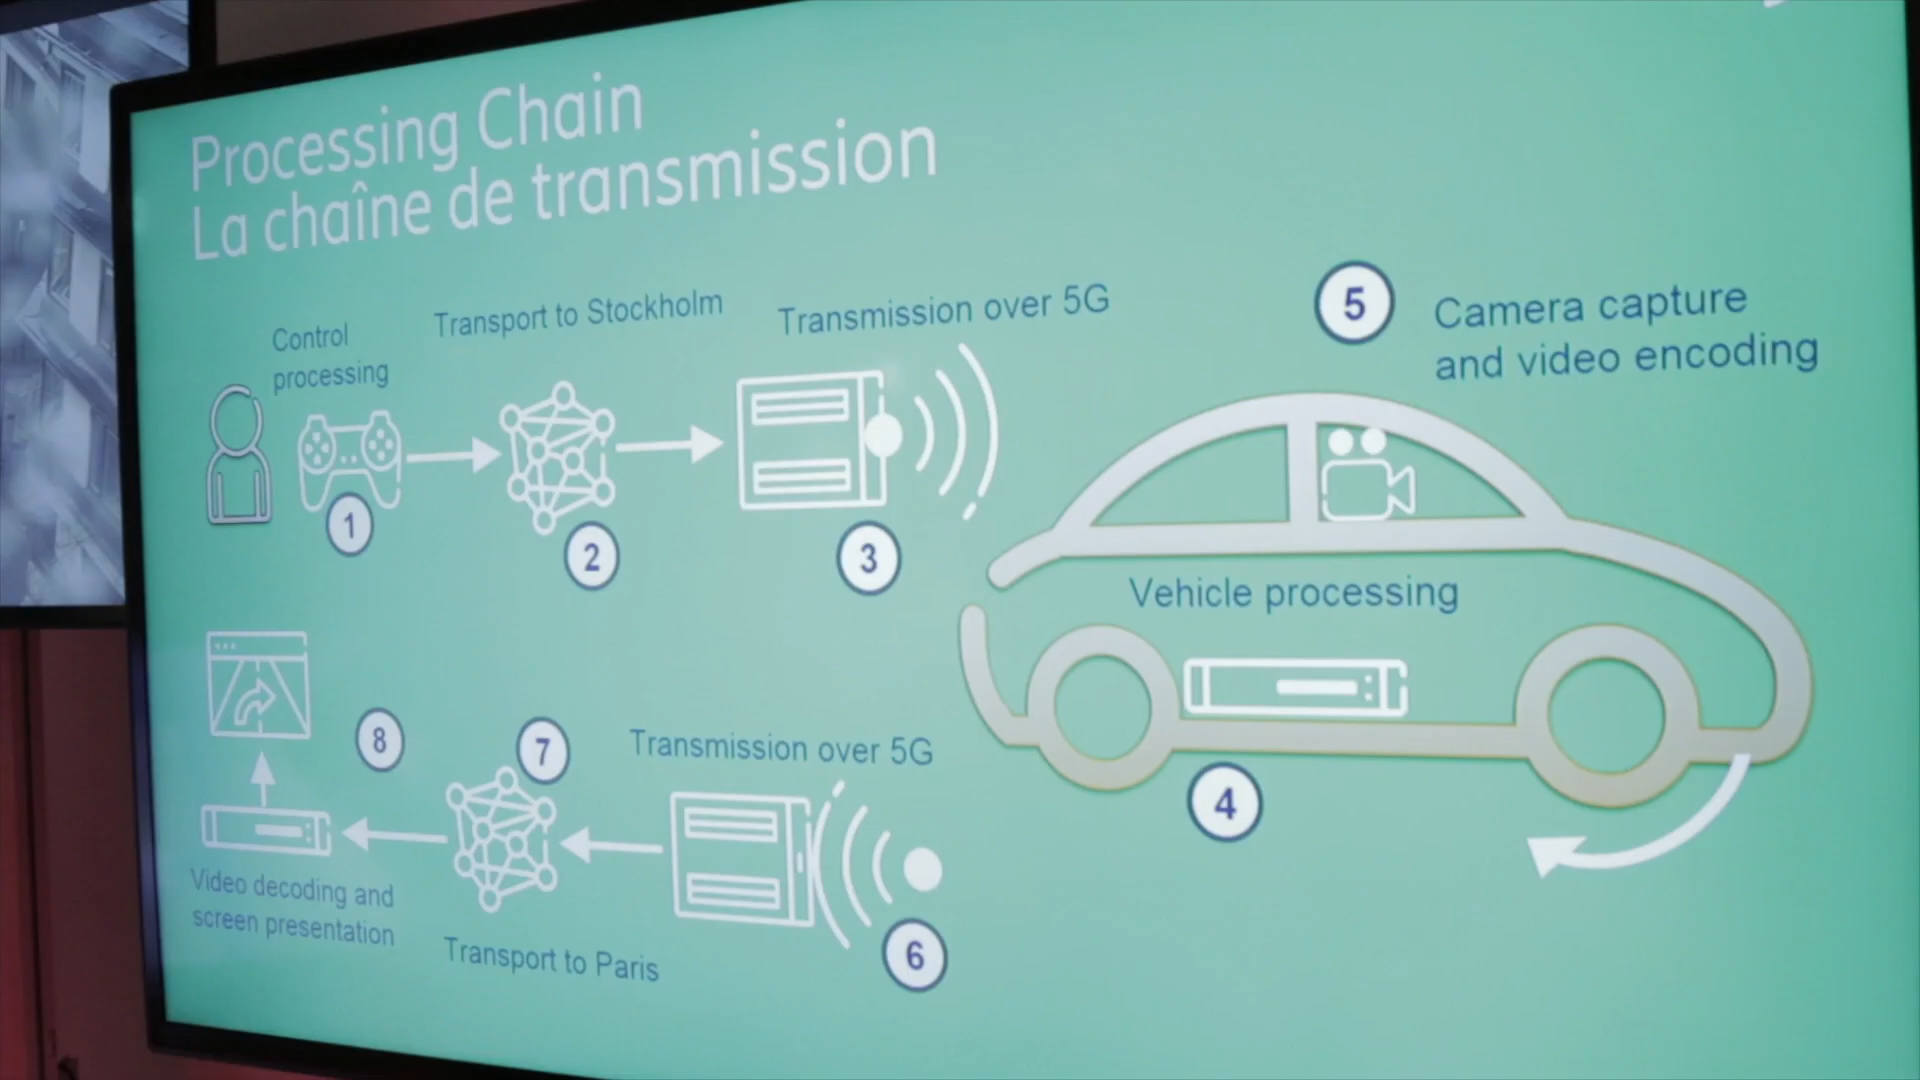 Processing Chain
La chaîne de transmission
Control
processing
1
Transport to Stockholm
2
Transmission over 5G
3
Vehicle processing
4
5
Camera capture
and video encoding
Transmission over 5G
6
7
Transport to Paris
8
Video decoding and
screen presentation